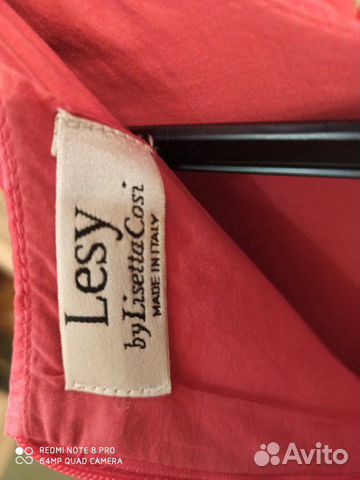 Lesy
by Lisetta Cosi
MADE IN ITALY
REDMI NOTE 8 PRO
64MP QUAD CAMERA
Avito